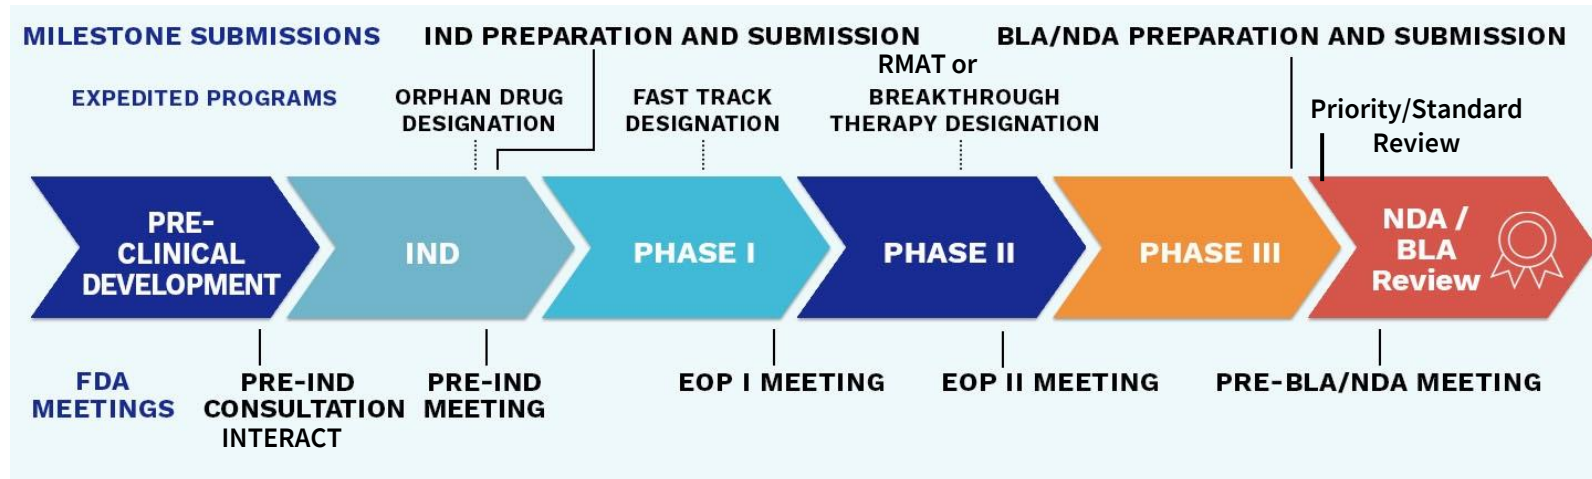 MILESTONE SUBMISSIONS
IND PREPARATION AND SUBMISSION
BLA/NDA PREPARATION AND SUBMISSION
EXPEDITED PROGRAMS
ORPHAN DRUG
DESIGNATION
FAST TRACK
DESIGNATION
RMAT or
BREAKTHROUGH
THERAPY DESIGNATION
Priority/Standard
Review
PRE-
CLINICAL
DEVELOPMENT
IND
PHASE I
PHASE II
PHASE III
NDA /
BLA
Review
FDA
MEETINGS
PRE-IND
CONSULTATION
INTERACT
PRE-IND
MEETING
EOP I MEETING
EOP II MEETING
PRE-BLA/NDA MEETING